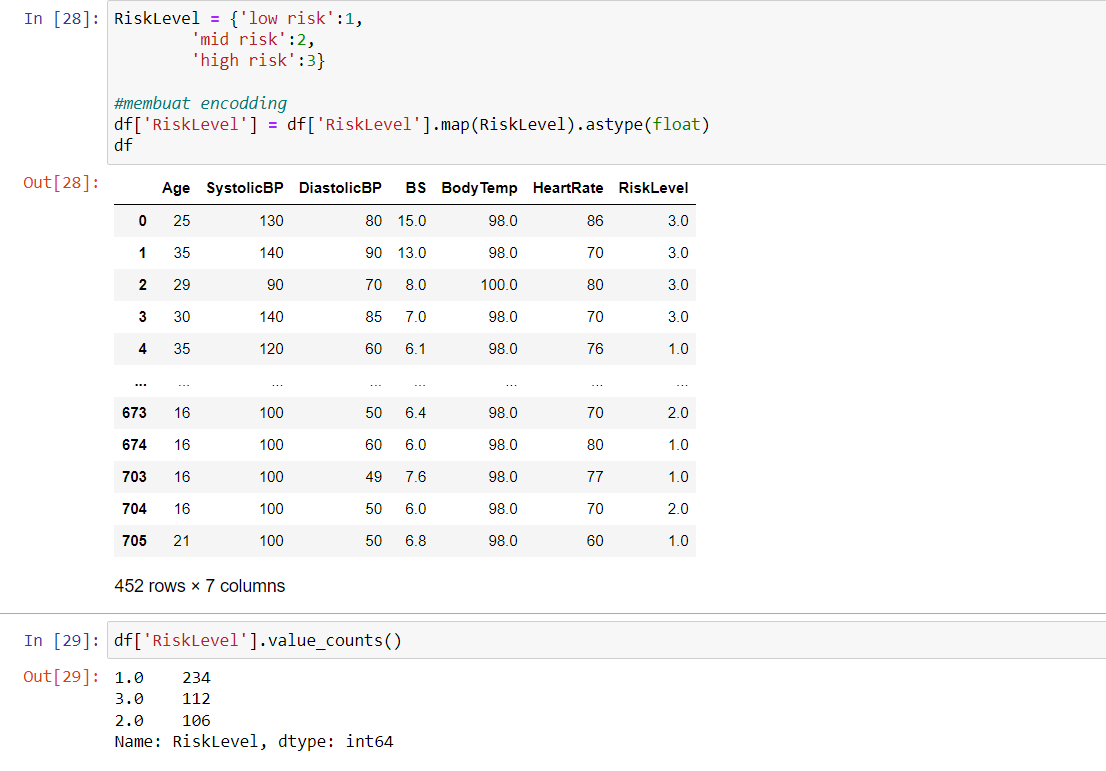 In [28]: RiskLevel = {'low risk':1,
'mid risk':2,
'high risk':3}
#membuat encodding
df['RiskLevel'] = df['RiskLevel'].map(RiskLevel).astype(float)
df
Out[28]:
Age SystolicBP DiastolicBP BS BodyTemp HeartRate RiskLevel
0 25 130 80 15.0 98.0 86 3.0
1 35 140 90 13.0 98.0 70 3.0
2 29 90 70 8.0 100.0 80 3.0
3 30 140 85 7.0 98.0 70 3.0
4 35 120 60 6.1 98.0 76 1.0
... ... ... ... ... ... ... ...
673 16 100 50 6.4 98.0 70 2.0
674 16 100 60 6.0 98.0 80 1.0
703 16 100 49 7.6 98.0 77 1.0
704 16 100 50 6.0 98.0 70 2.0
705 21 100 50 6.8 98.0 60 1.0
452 rows × 7 columns
In [29]: df['RiskLevel'].value_counts()
Out[29]: 1.0 234
3.0 112
2.0 106
Name: RiskLevel, dtype: int64